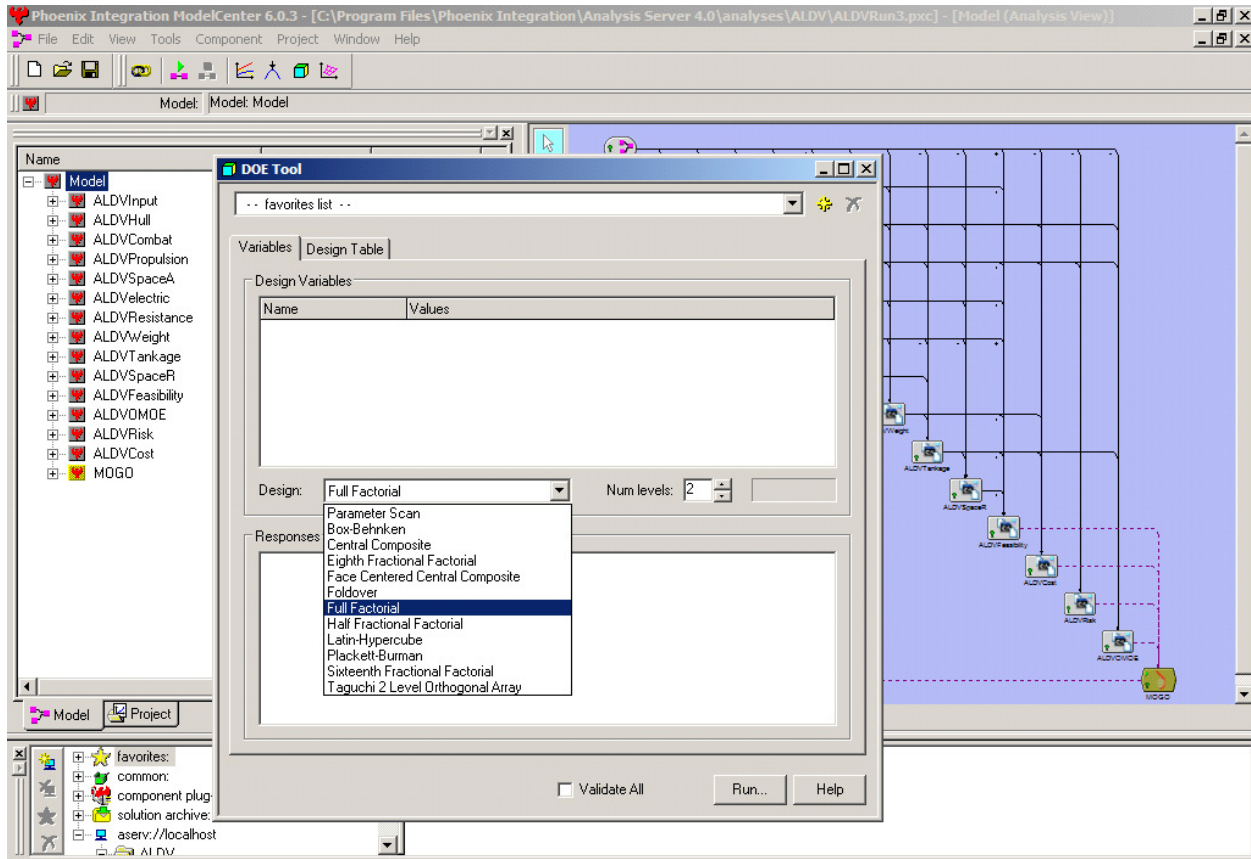 Phoenix Integration ModelCenter 6.0.3 - [C:\Program Files\Phoenix Integration\Analysis Server 4.0\analyses\ALDV\ALDVRun3.pxc] - [Model (Analysis View)]
File Edit View Tools Component Project Window Help
Model: Model: Model
Name
Model
ALDVInput
ALDVHull
ALDVCombat
ALDVPropulsion
ALDVSpaceA
ALDVelectric
ALDVResistance
ALDVWeight
ALDVTankage
ALDVSpaceR
ALDVFeasibility
ALDVOMOE
ALDVRisk
ALDVCost
MOGO
Model Project
DOE Tool
-- favorites list --
Variables Design Table
Design Variables
Name Values
Design: Full Factorial Num levels: 2
Parameter Scan
Box-Behnken
Central Composite
Eighth Fractional Factorial
Face Centered Central Composite
Foldover
Full Factorial
Half Fractional Factorial
Latin-Hypercube
Plackett-Burman
Sixteenth Fractional Factorial
Taguchi 2 Level Orthogonal Array
Responses
Validate All Run... Help
ALDVTankage
ALDVSpaceR
ALDVFeasibility
ALDVCost
ALDVRisk
ALDVOMOE
MOGO
favorites:
common:
component plug-
solution archive:
aserv://localhost
ALDV